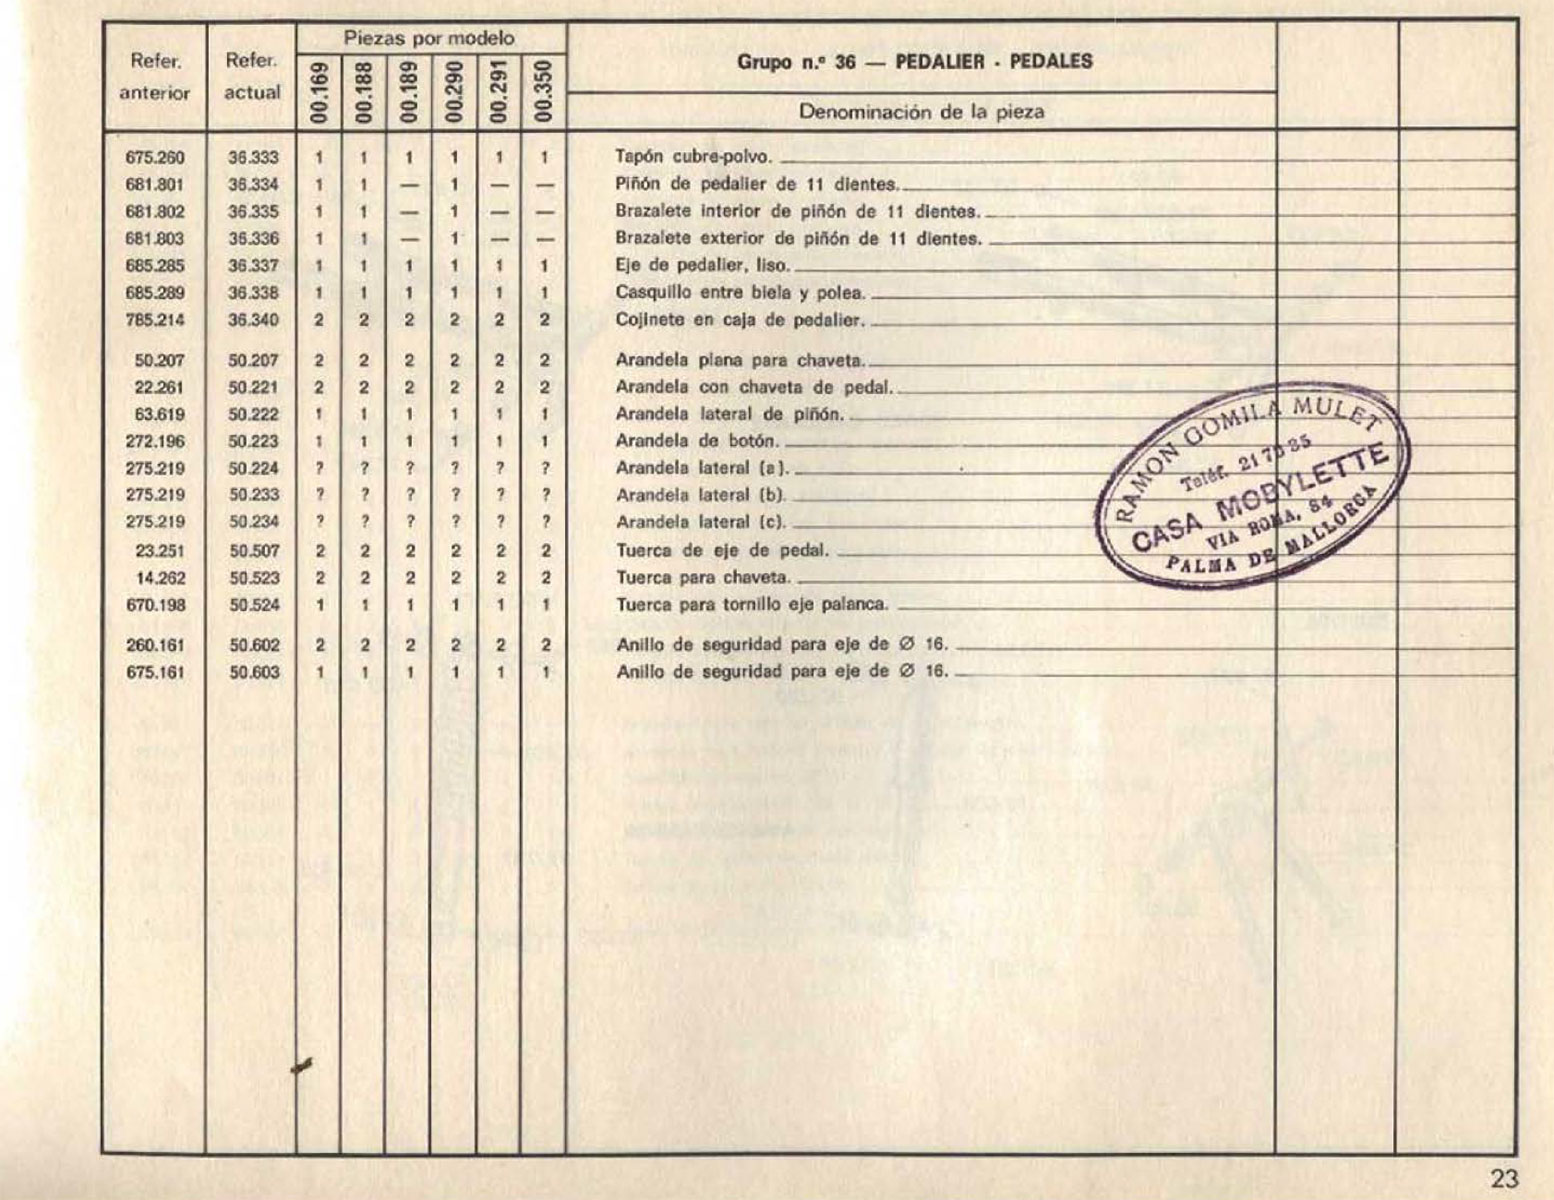 Piezas por modelo
Refer. anterior Refer. actual 00.169 00.188 00.189 00.290 00.291 00.350 Grupo n.º 36 — PEDALIER - PEDALES
Denominación de la pieza
675.260 36.333 1 1 1 1 1 1 Tapón cubre-polvo.
681.801 36.334 1 1 — 1 — — Piñón de pedalier de 11 dientes.
681.802 36.335 1 1 — 1 — — Brazalete interior de piñón de 11 dientes.
681.803 36.336 1 1 — 1 — — Brazalete exterior de piñón de 11 dientes.
685.285 36.337 1 1 1 1 1 1 Eje de pedalier, liso.
685.289 36.338 1 1 1 1 1 1 Casquillo entre biela y polea.
785.214 36.340 2 2 2 2 2 2 Cojinete en caja de pedalier.
50.207 50.207 2 2 2 2 2 2 Arandela plana para chaveta.
22.261 50.221 2 2 2 2 2 2 Arandela con chaveta de pedal.
63.619 50.222 1 1 1 1 1 1 Arandela lateral de piñón.
272.196 50.223 1 1 1 1 1 1 Arandela de botón.
275.219 50.224 ? ? ? ? ? ? Arandela lateral (a).
275.219 50.233 ? ? ? ? ? ? Arandela lateral (b).
275.219 50.234 ? ? ? ? ? ? Arandela lateral (c).
23.251 50.507 2 2 2 2 2 2 Tuerca de eje de pedal.
14.262 50.523 2 2 2 2 2 2 Tuerca para chaveta.
670.198 50.524 1 1 1 1 1 1 Tuerca para tornillo eje palanca.
260.161 50.602 2 2 2 2 2 2 Anillo de seguridad para eje de Ø 16.
675.161 50.603 1 1 1 1 1 1 Anillo de seguridad para eje de Ø 16.
RAMON GOMILA MULET
Teléf.
CASA MOBYLETTE
VIA ROMA, 84
PALMA DE MALLORCA
23